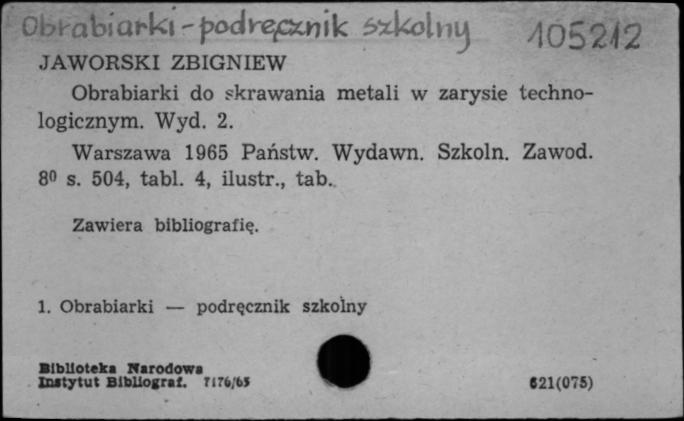 Obrabiarki - podręcznik szkolny 105212
JAWORSKI ZBIGNIEW
Obrabiarki do skrawania metali w zarysie techno-
logicznym. Wyd. 2.
Warszawa 1965 Państw. Wydawn. Szkoln. Zawod.
8⁰ s. 504, tabl. 4, ilustr., tab.
Zawiera bibliografię.
1. Obrabiarki — podręcznik szkolny
Biblioteka Narodowa
Instytut Bibliograf. 7176/65 621(075)